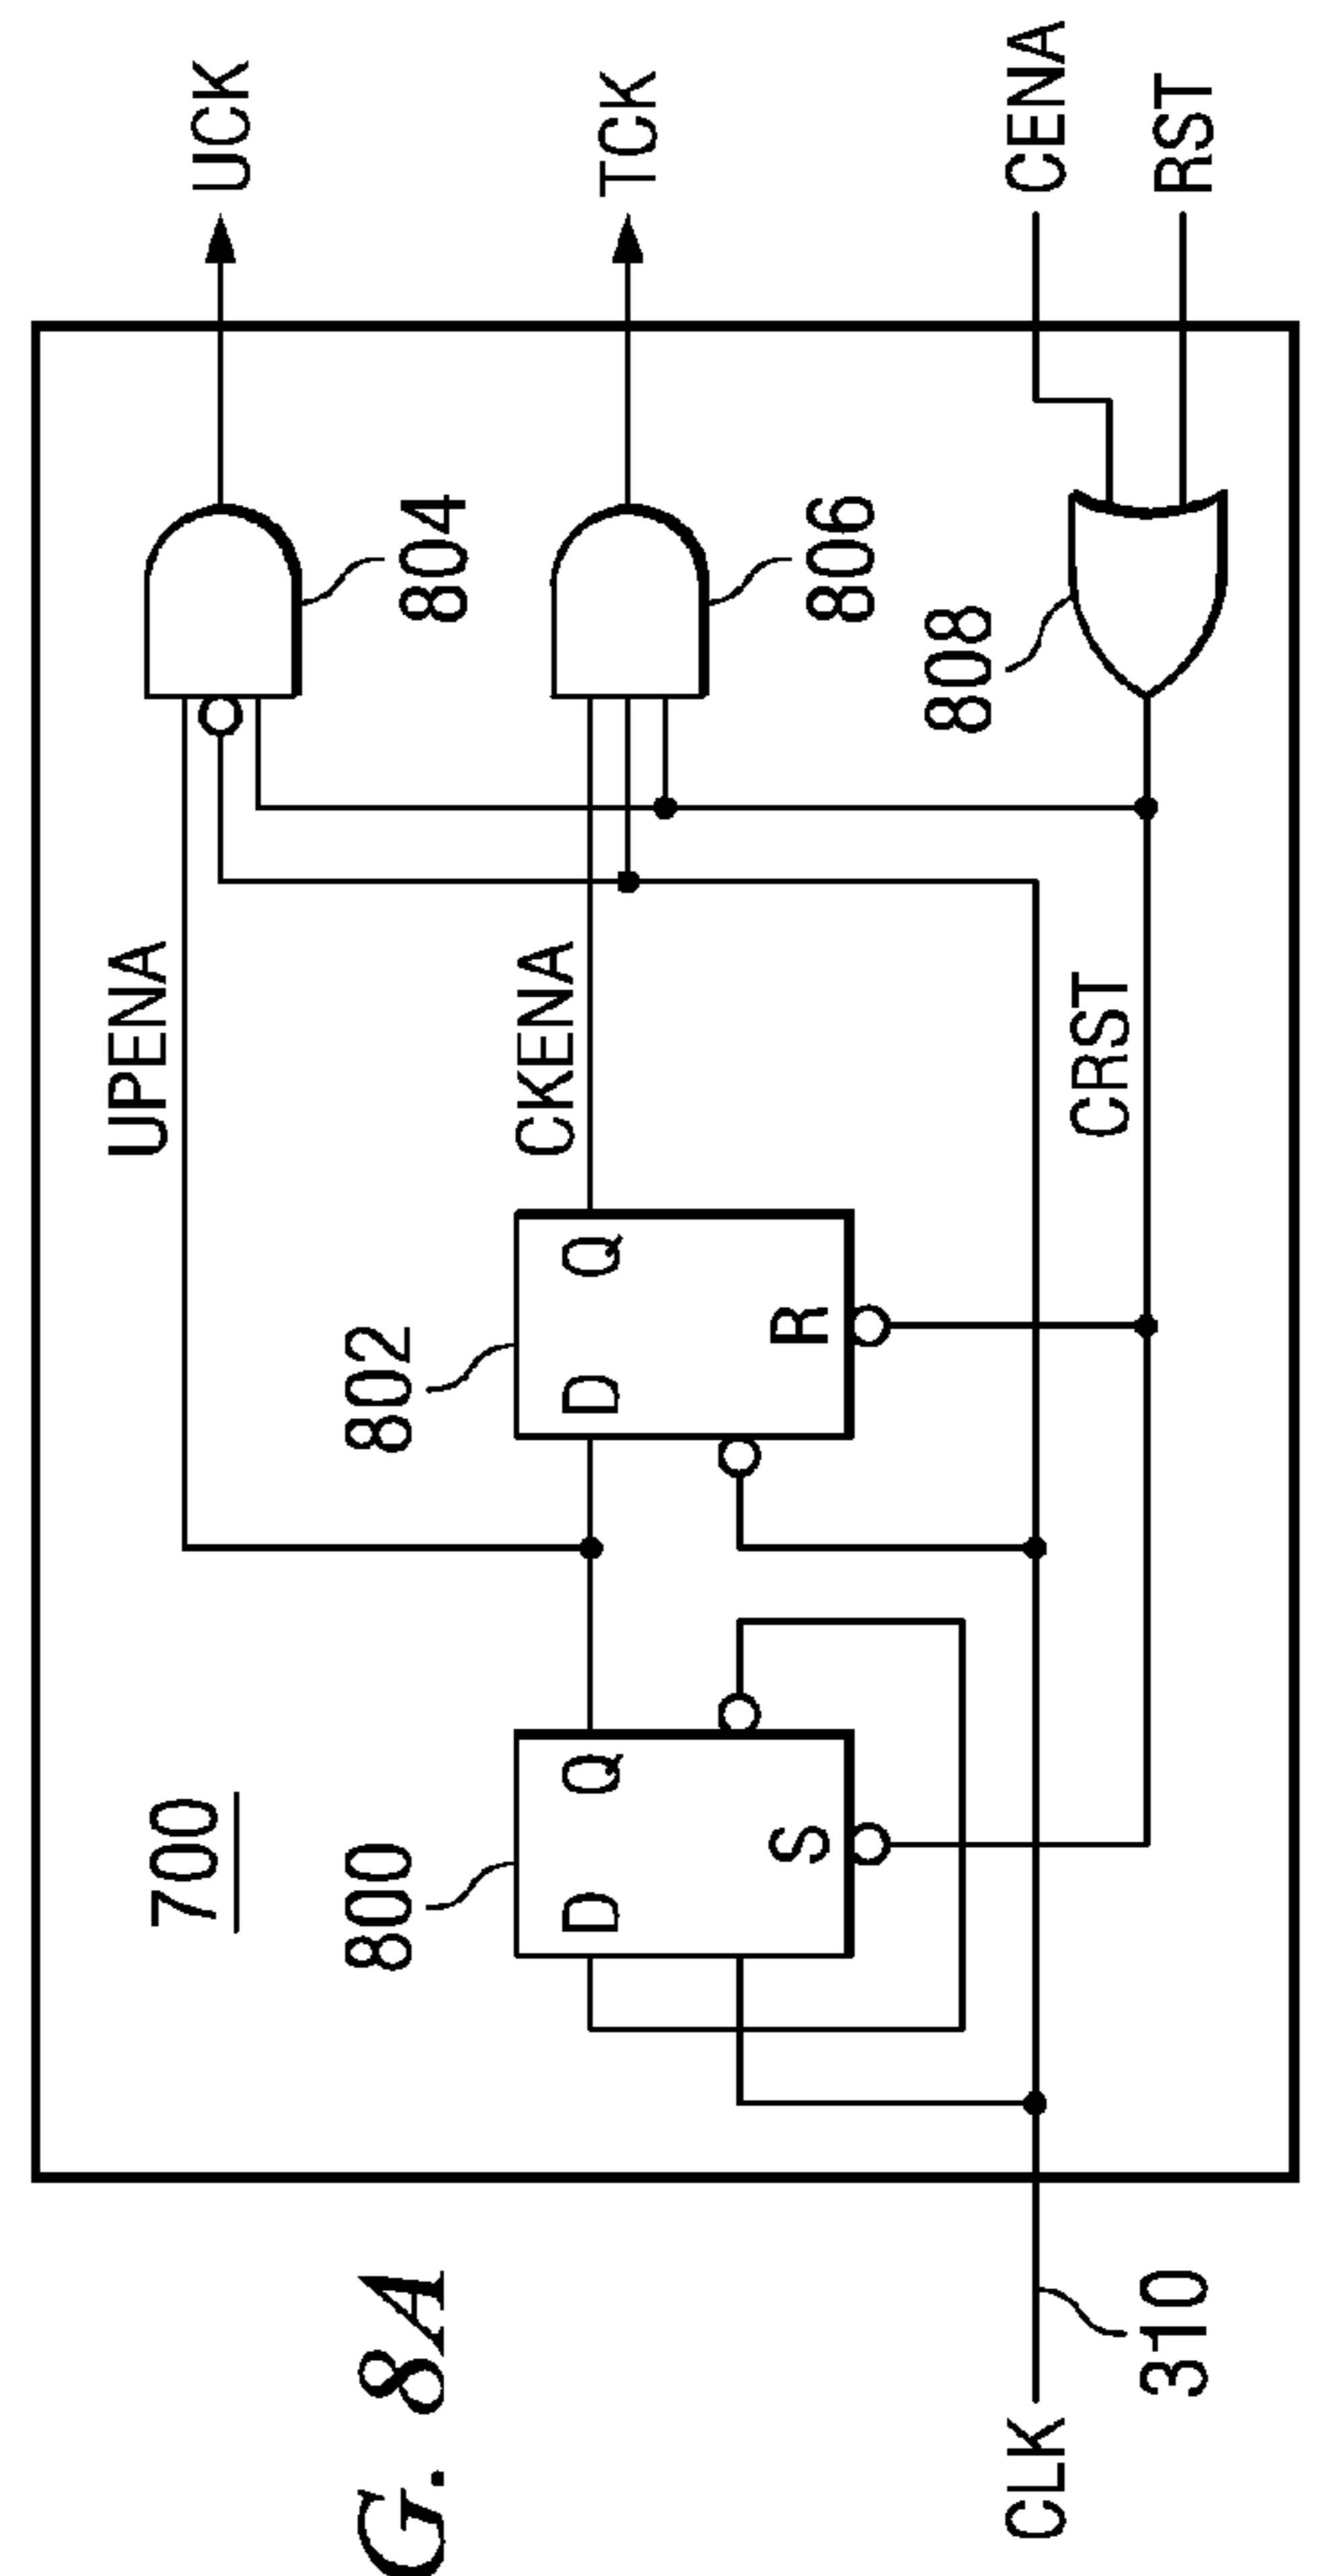 G. 8A
700
UPENA
UCK
800
D
Q
S
802
D
Q
R
CKENA
804
TCK
806
CRST
808
CENA
RST
CLK
310